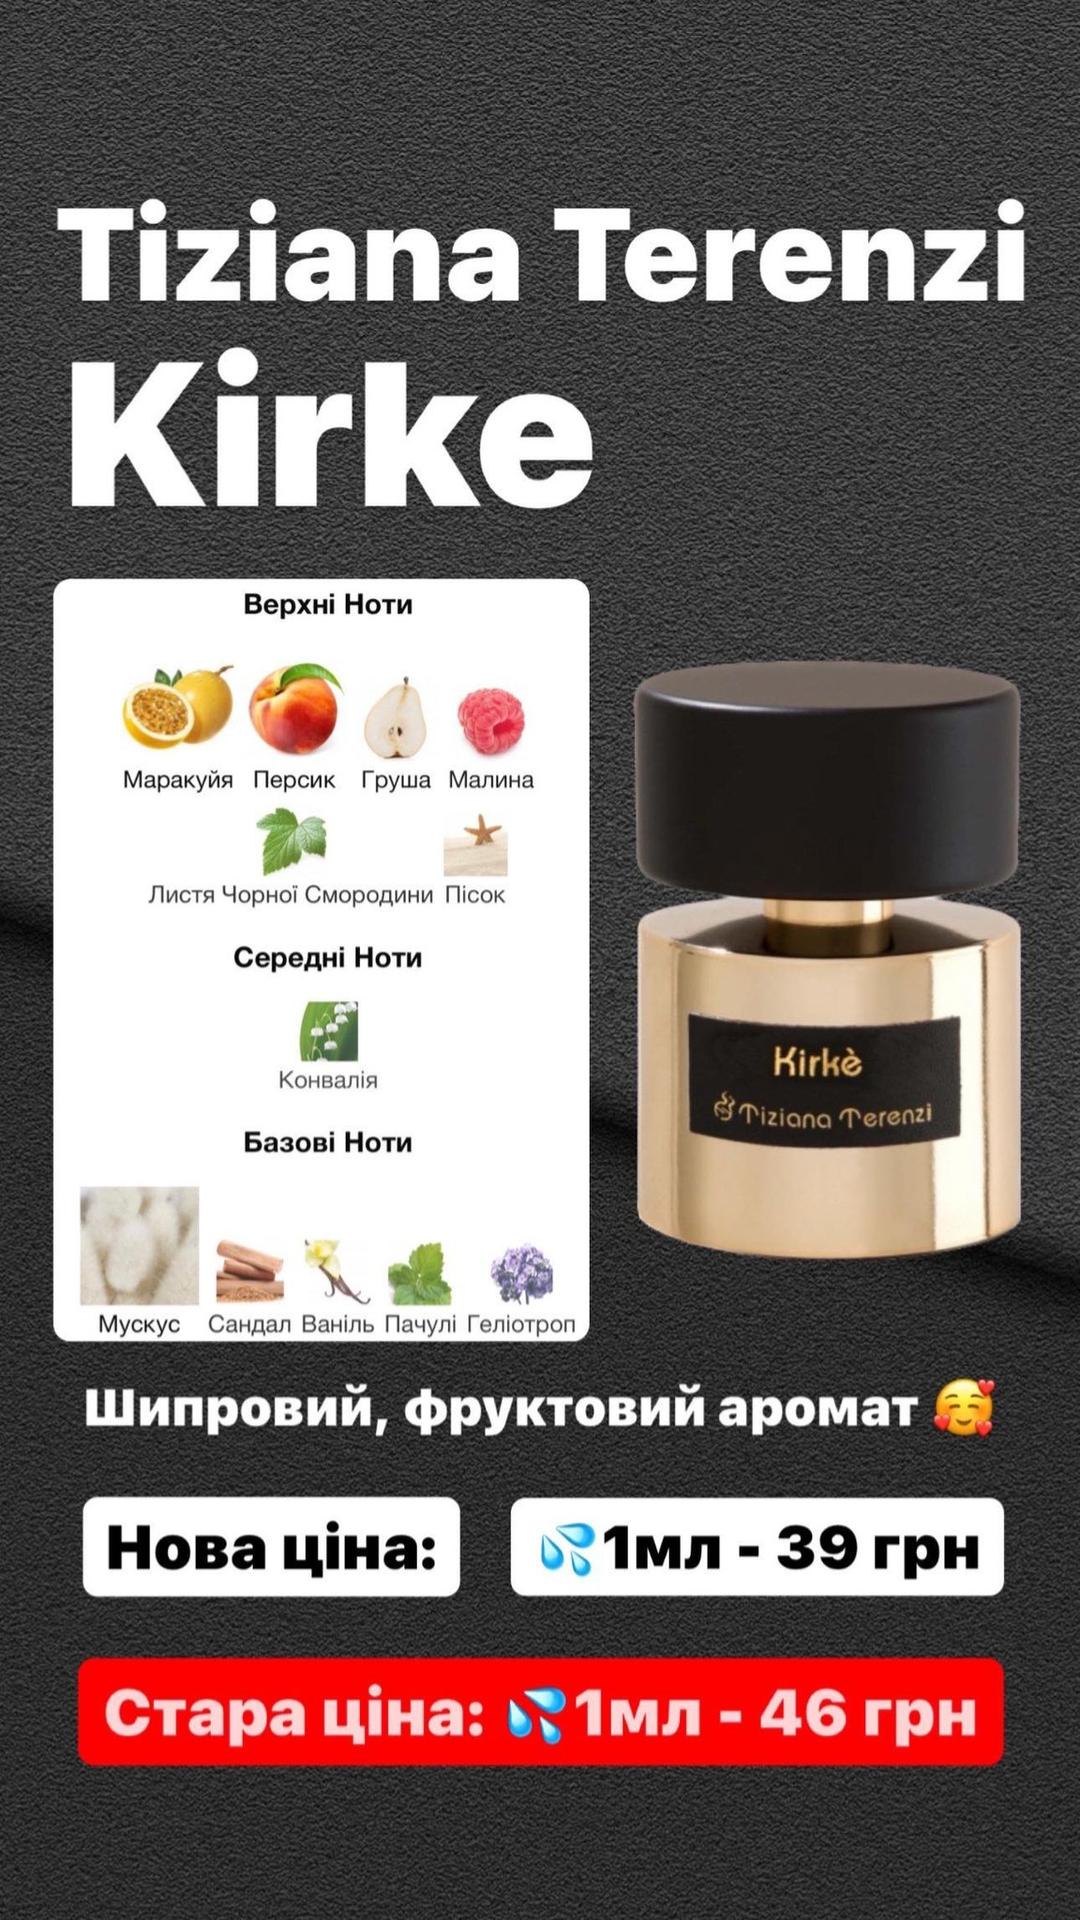 Tiziana Terenzi
Kirke
Верхні Ноти
Маракуйя Персик Груша Малина
Листя Чорної Смородини Пісок
Середні Ноти
Конвалія
Базові Ноти
Мускус Сандал Ваніль Пачулі Геліотроп
Kirkè
Tiziana Terenzi
Шипровий, фруктовий аромат 🥰
Нова ціна: 💦1мл - 39 грн
Стара ціна: 💦1мл - 46 грн